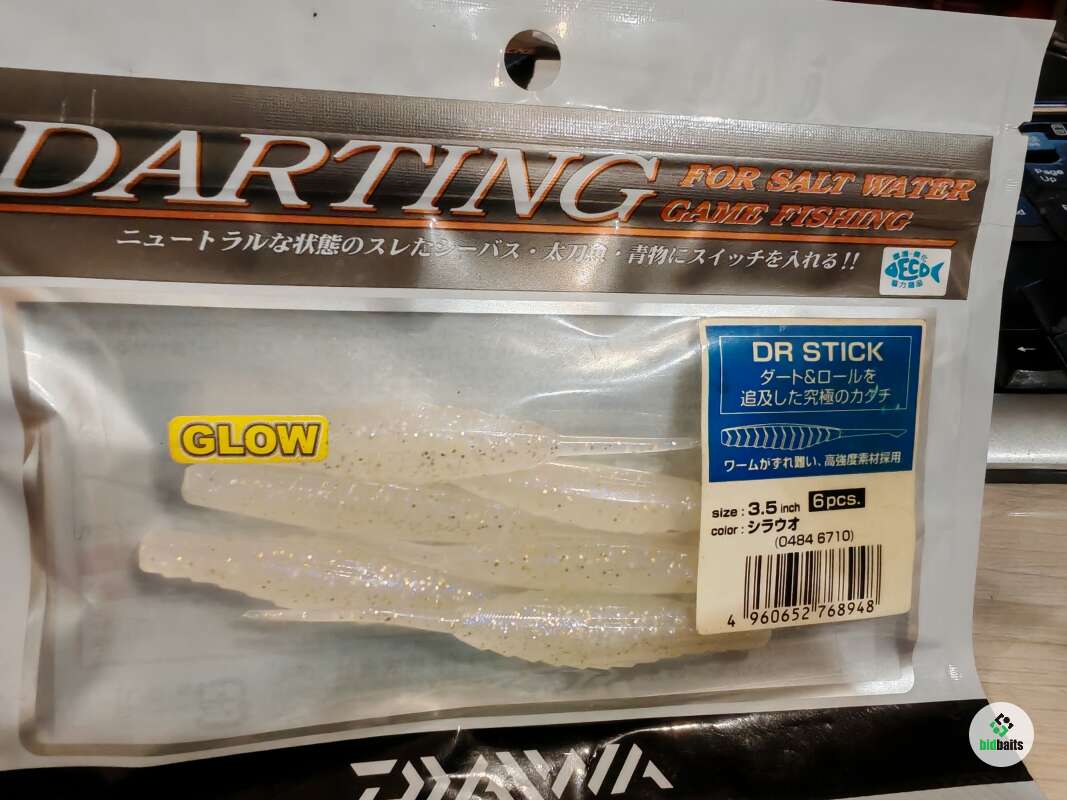 DARTING
FOR SALT WATER
GAME FISHING
ニュートラルな状態のスレたシーバス・太刀魚・青物にスイッチを入れる!!
ECO
GLOW
DR STICK
ダート&ロールを
追及した究極のカタチ
ワームがずれ難い、高強度素材採用
size : 3.5 inch 6pcs.
color : シラウオ
(0484 6710)
4 960652 768948
DAIWA
Page
Up
bidbaits